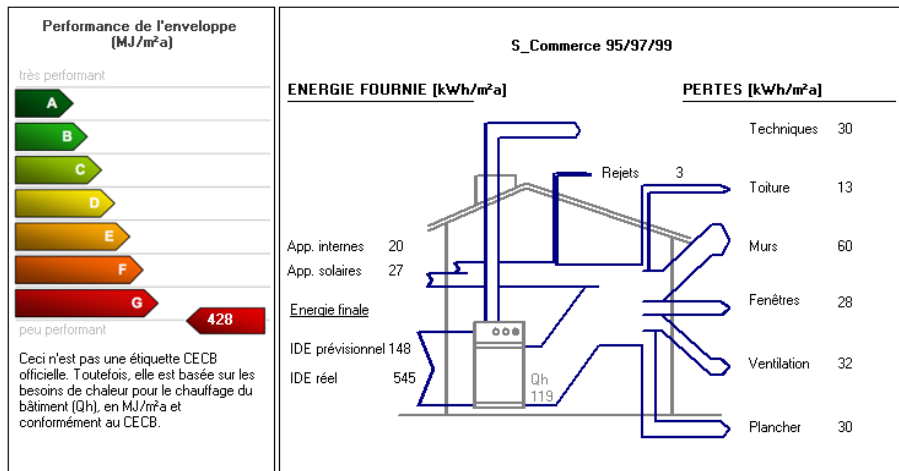 Performance de l'enveloppe
(MJ/m²a)
très performant
A
B
C
D
E
F
G
428
peu performant
Ceci n'est pas une étiquette CECB
officielle. Toutefois, elle est basée sur les
besoins de chaleur pour le chauffage du
bâtiment (Qh), en MJ/m²a et
conformément au CECB.
S_Commerce 95/97/99
ENERGIE FOURNIE [kWh/m²a]
PERTES [kWh/m²a]
Techniques 30
Rejets 3
Toiture 13
App. internes 20
Murs 60
App. solaires 27
Energie finale
Fenêtres 28
IDE prévisionnel 148
Ventilation 32
IDE réel 545
Qh
119
Plancher 30